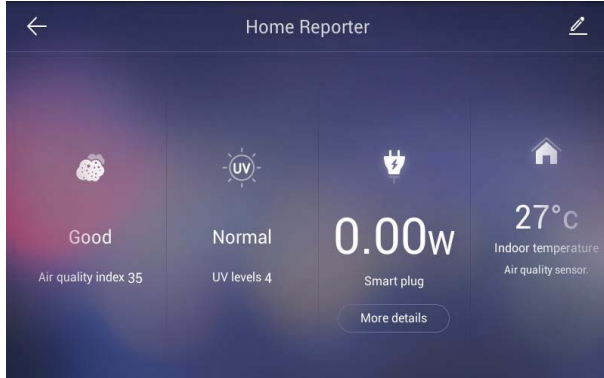 Home Reporter
UV
Good
Air quality index 35
Normal
UV levels 4
0.00W
Smart plug
More details
27°C
Indoor temperature
Air quality sensor.